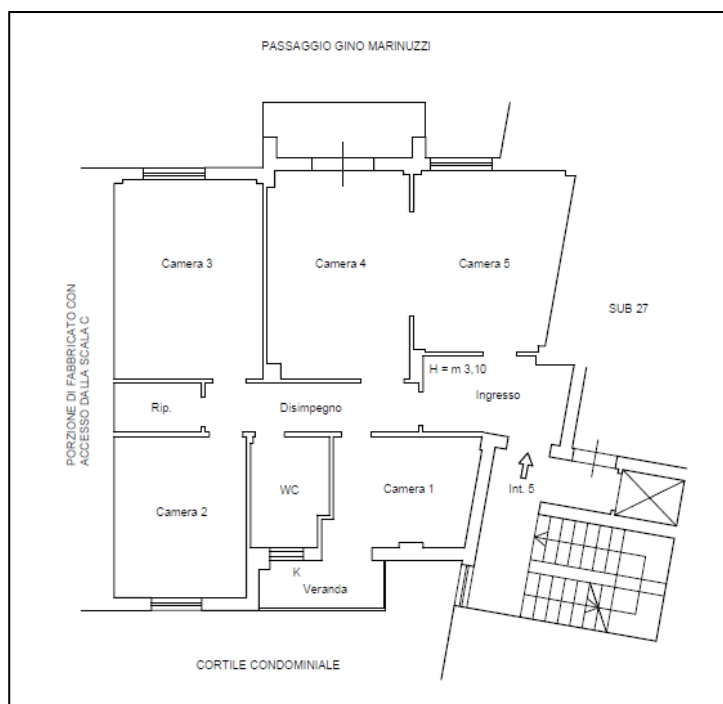 PASSAGGIO GINO MARINUZZI
Camera 3
Camera 4
Camera 5
SUB 27
PORZIONE DI FABBRICATO CON
ACCESSO DALLA SCALA C
H = m 3,10
Ingresso
Rip.
Disimpegno
WC
Camera 1
Int. 5
Camera 2
K
Veranda
CORTILE CONDOMINIALE